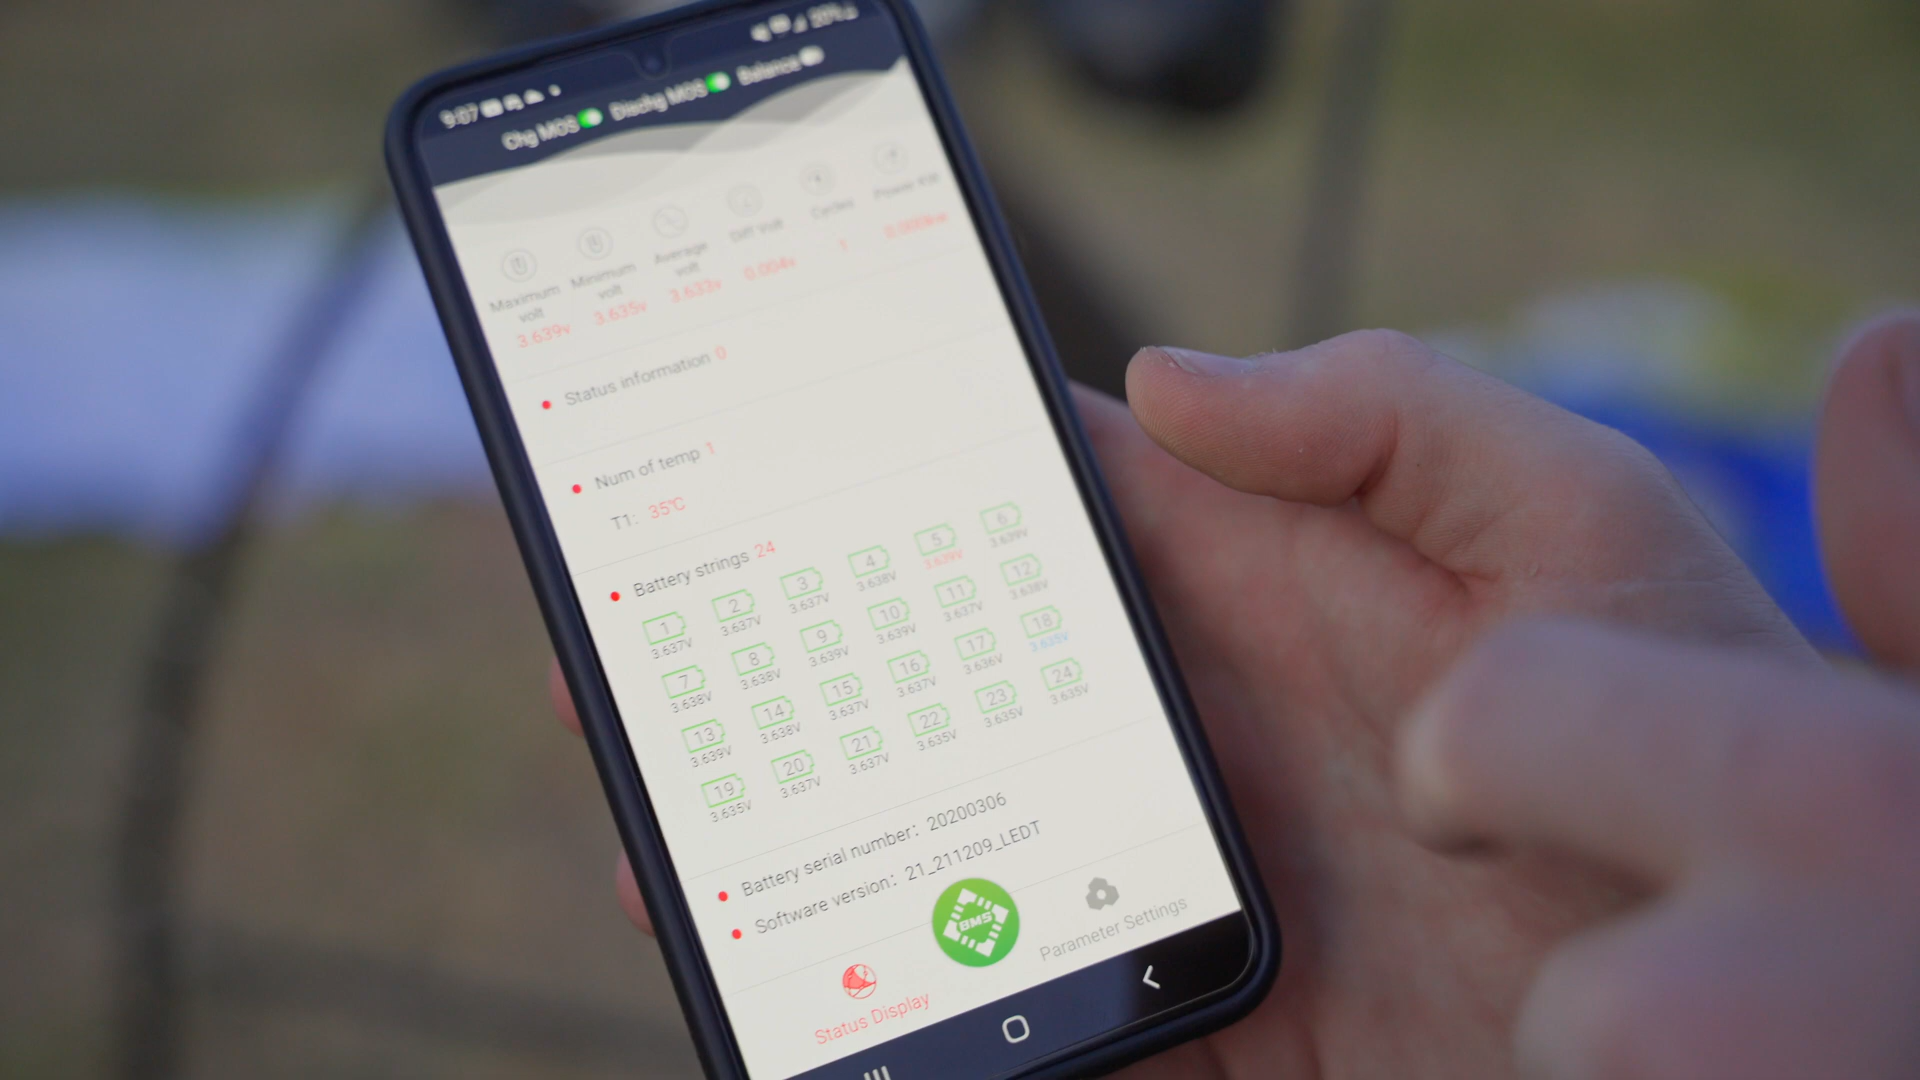 9:07 20%
Chg MOS Dischg MOS Balance
Maximum volt Minimum volt Average volt Diff Volt Cycles Power KW
3.639v 3.635v 3.633v 0.004v 1
Status information 0
Num of temp 1
T1: 35℃
Battery strings 24
1 2 3 4 5 6
3.637V 3.637V 3.637V 3.638V 3.639V 3.639V
7 8 9 10 11 12
3.638V 3.638V 3.639V 3.639V 3.637V 3.638V
13 14 15 16 17 18
3.639V 3.638V 3.637V 3.637V 3.636V 3.635V
19 20 21 22 23 24
3.635V 3.637V 3.637V 3.635V 3.635V 3.635V
Battery serial number: 20200306
Software version: 21_211209_LEDT
BMS
Status Display Parameter Settings